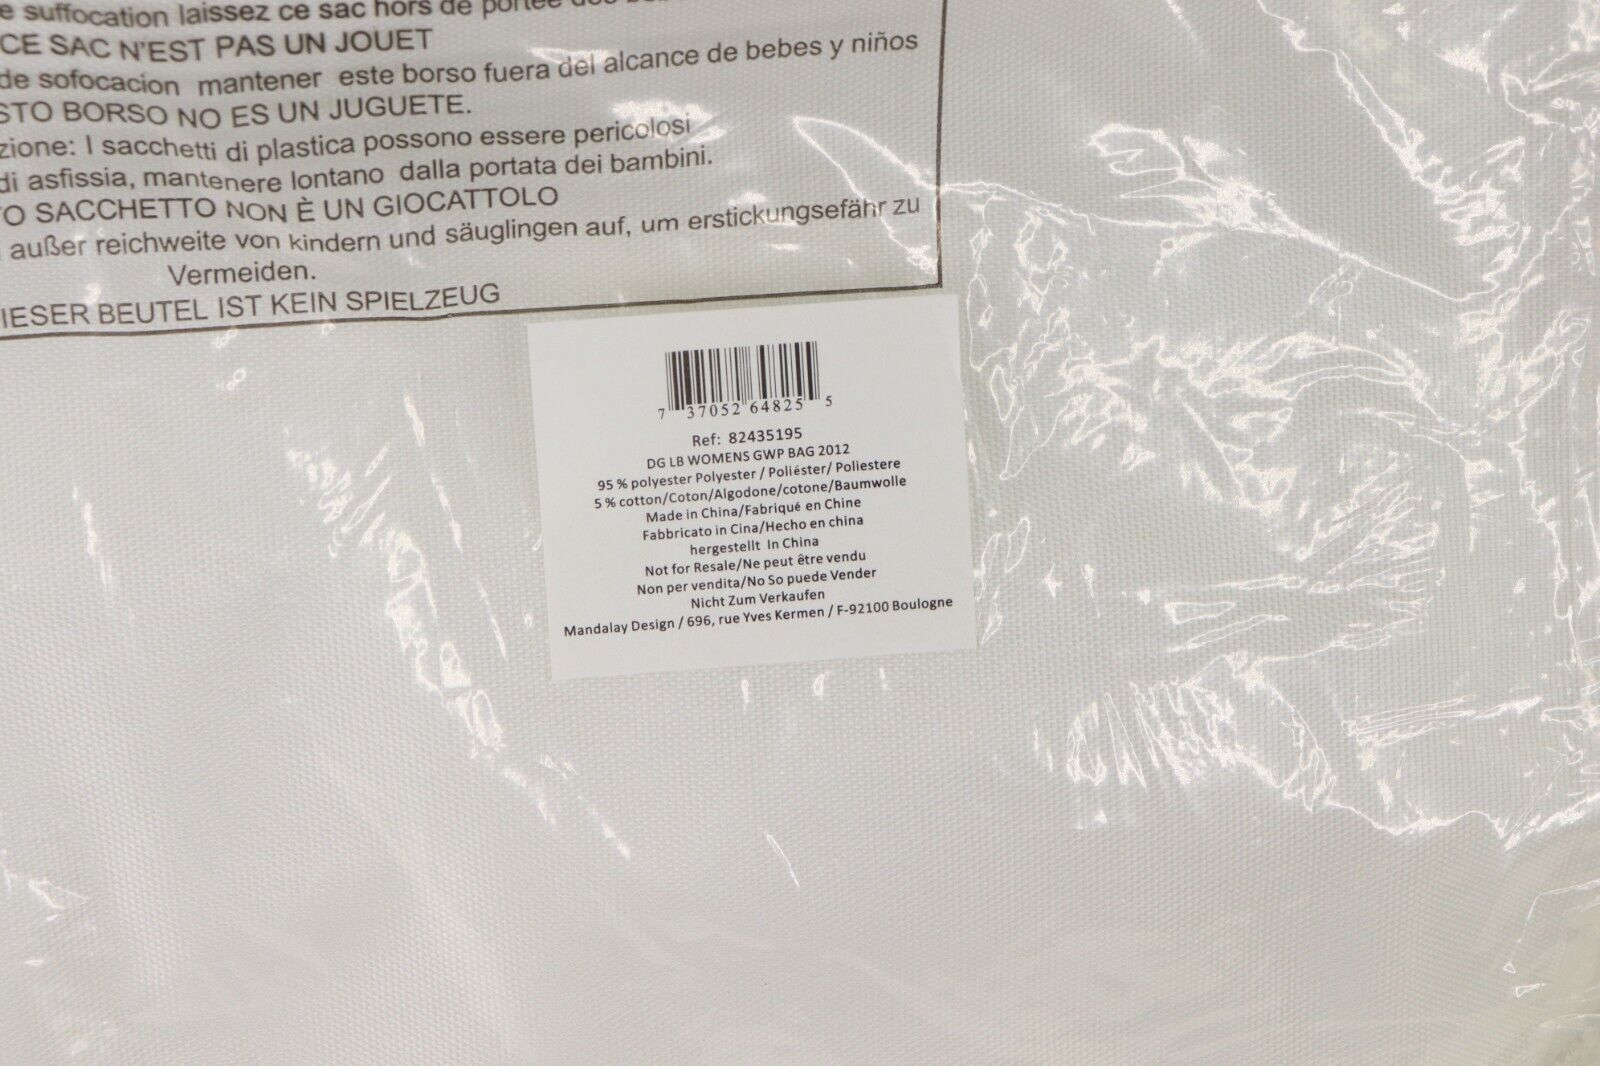 e suffocation laissez ce sac hors de portée des
CE SAC N'EST PAS UN JOUET
de sofocacion mantener este borso fuera del alcance de bebes y niños
STO BORSO NO ES UN JUGUETE.
zione: I sacchetti di plastica possono essere pericolosi
di asfissia, mantenere lontano dalla portata dei bambini.
TO SACCHETTO NON È UN GIOCATTOLO
außer reichweite von kindern und säuglingen auf, um erstickungsefähr zu
Vermeiden.
IESER BEUTEL IST KEIN SPIELZEUG
7 37052 64825 5
Ref: 82435195
DG LB WOMENS GWP BAG 2012
95 % polyester Polyester / Poliéster/ Poliestere
5 % cotton/Coton/Algodone/cotone/Baumwolle
Made in China/Fabriqué en Chine
Fabbricato in Cina/Hecho en china
hergestellt In China
Not for Resale/Ne peut être vendu
Non per vendita/No So puede Vender
Nicht Zum Verkaufen
Mandalay Design / 696, rue Yves Kermen / F-92100 Boulogne